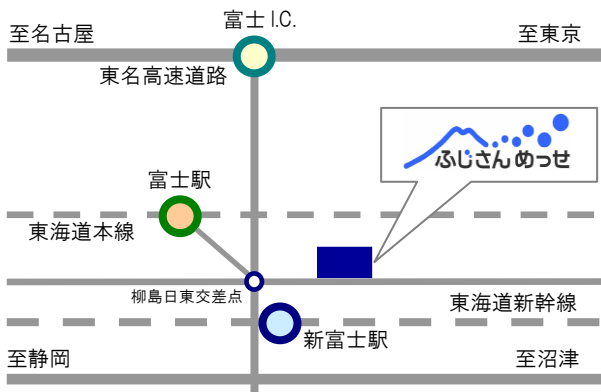 富士 I.C.
至名古屋
至東京
東名高速道路
ふじさんめっせ
富士駅
東海道本線
柳島日東交差点
東海道新幹線
新富士駅
至静岡
至沼津